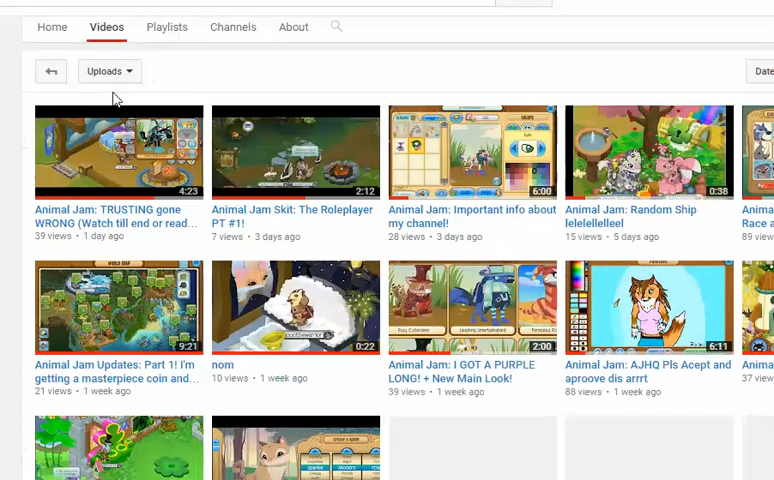 Home Videos Playlists Channels About
Uploads
Date
4:23 2:12 6:00 0:38
Animal Jam: TRUSTING gone Animal Jam Skit: The Roleplayer Animal Jam: Important info about Animal Jam: Random Ship Animal
WRONG (Watch till end or read... PT #1! my channel! lelelellelleel Race a
39 views • 1 day ago 7 views • 3 days ago 28 views • 3 days ago 15 views • 5 days ago 89 view
WORLD MAP
9:21 0:22 2:00 6:11
Animal Jam Updates: Part 1! I'm nom Animal Jam: I GOT A PURPLE Animal Jam: AJHQ Pls Acept and Anima
getting a masterpiece coin and... LONG! + New Main Look! aproove dis arrrt
21 views • 1 week ago 10 views • 1 week ago 39 views • 1 week ago 88 views • 1 week ago 37 view